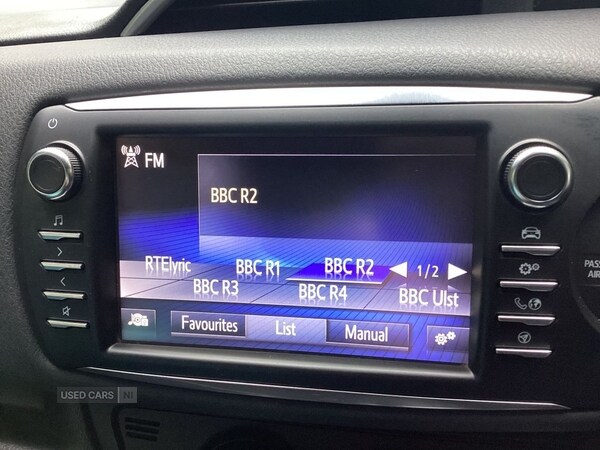 FM
BBC R2
RTElyric BBC R1 BBC R2 1/2
BBC R3 BBC R4 BBC Ulst
Favourites List Manual
PASS
AIR
USED CARS NI